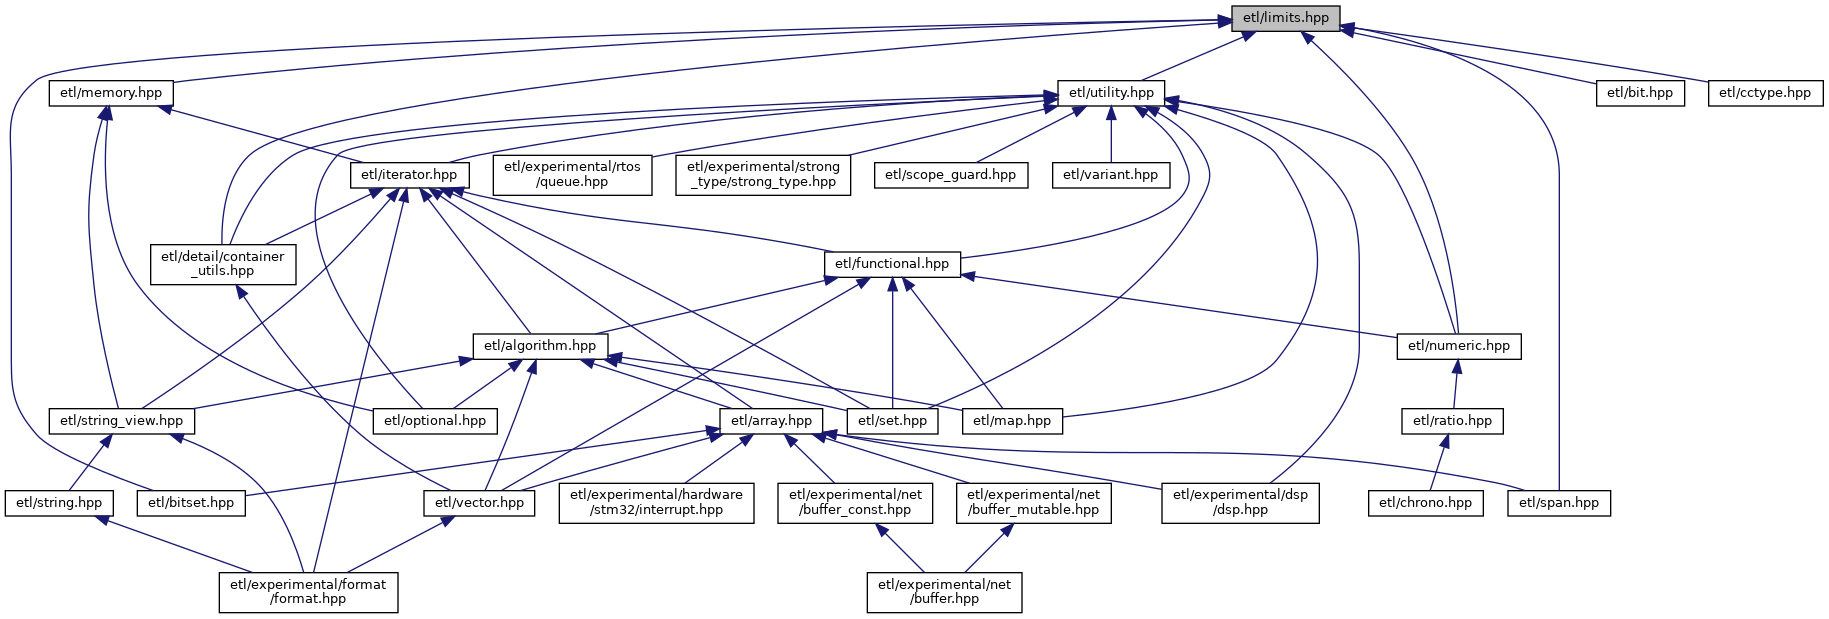 etl/limits.hpp
etl/memory.hpp
etl/utility.hpp
etl/bit.hpp
etl/cctype.hpp
etl/iterator.hpp
etl/experimental/rtos
/queue.hpp
etl/experimental/strong
_type/strong_type.hpp
etl/scope_guard.hpp
etl/variant.hpp
etl/detail/container
_utils.hpp
etl/functional.hpp
etl/algorithm.hpp
etl/numeric.hpp
etl/string_view.hpp
etl/optional.hpp
etl/array.hpp
etl/set.hpp
etl/map.hpp
etl/ratio.hpp
etl/string.hpp
etl/bitset.hpp
etl/vector.hpp
etl/experimental/hardware
/stm32/interrupt.hpp
etl/experimental/net
/buffer_const.hpp
etl/experimental/net
/buffer_mutable.hpp
etl/experimental/dsp
/dsp.hpp
etl/chrono.hpp
etl/span.hpp
etl/experimental/format
/format.hpp
etl/experimental/net
/buffer.hpp